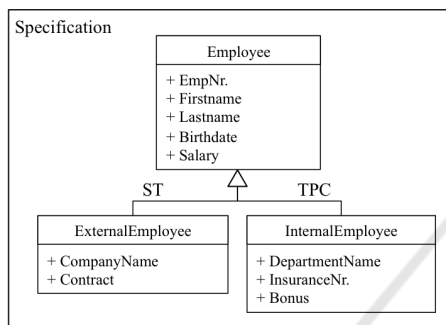 Specification
Employee
+ EmpNr.
+ Firstname
+ Lastname
+ Birthdate
+ Salary
ST TPC
ExternalEmployee InternalEmployee
+ CompanyName + DepartmentName
+ Contract + InsuranceNr.
+ Bonus